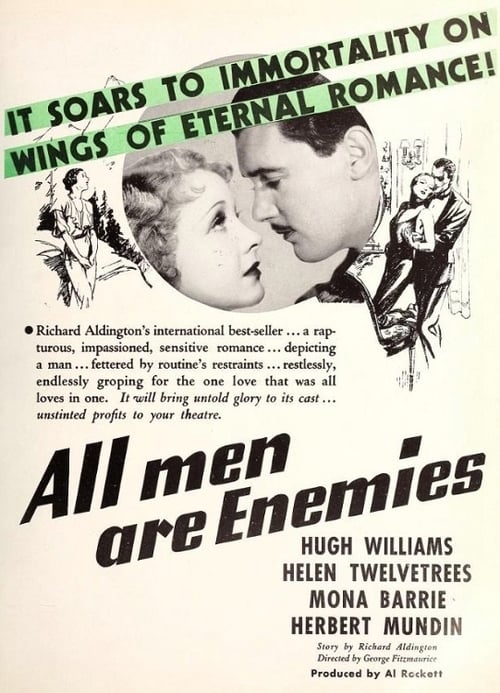 IT SOARS TO IMMORTALITY ON
WINGS OF ETERNAL ROMANCE!
● Richard Aldington's international best-seller ... a rap-
turous, impassioned, sensitive romance ... depicting
a man ... fettered by routine's restraints ... restlessly,
endlessly groping for the one love that was all
loves in one. It will bring untold glory to its cast ...
unstinted profits to your theatre.
All men
are Enemies
HUGH WILLIAMS
HELEN TWELVETREES
MONA BARRIE
HERBERT MUNDIN
Story by Richard Aldington
Directed by George Fitzmaurice
Produced by Al Rockett